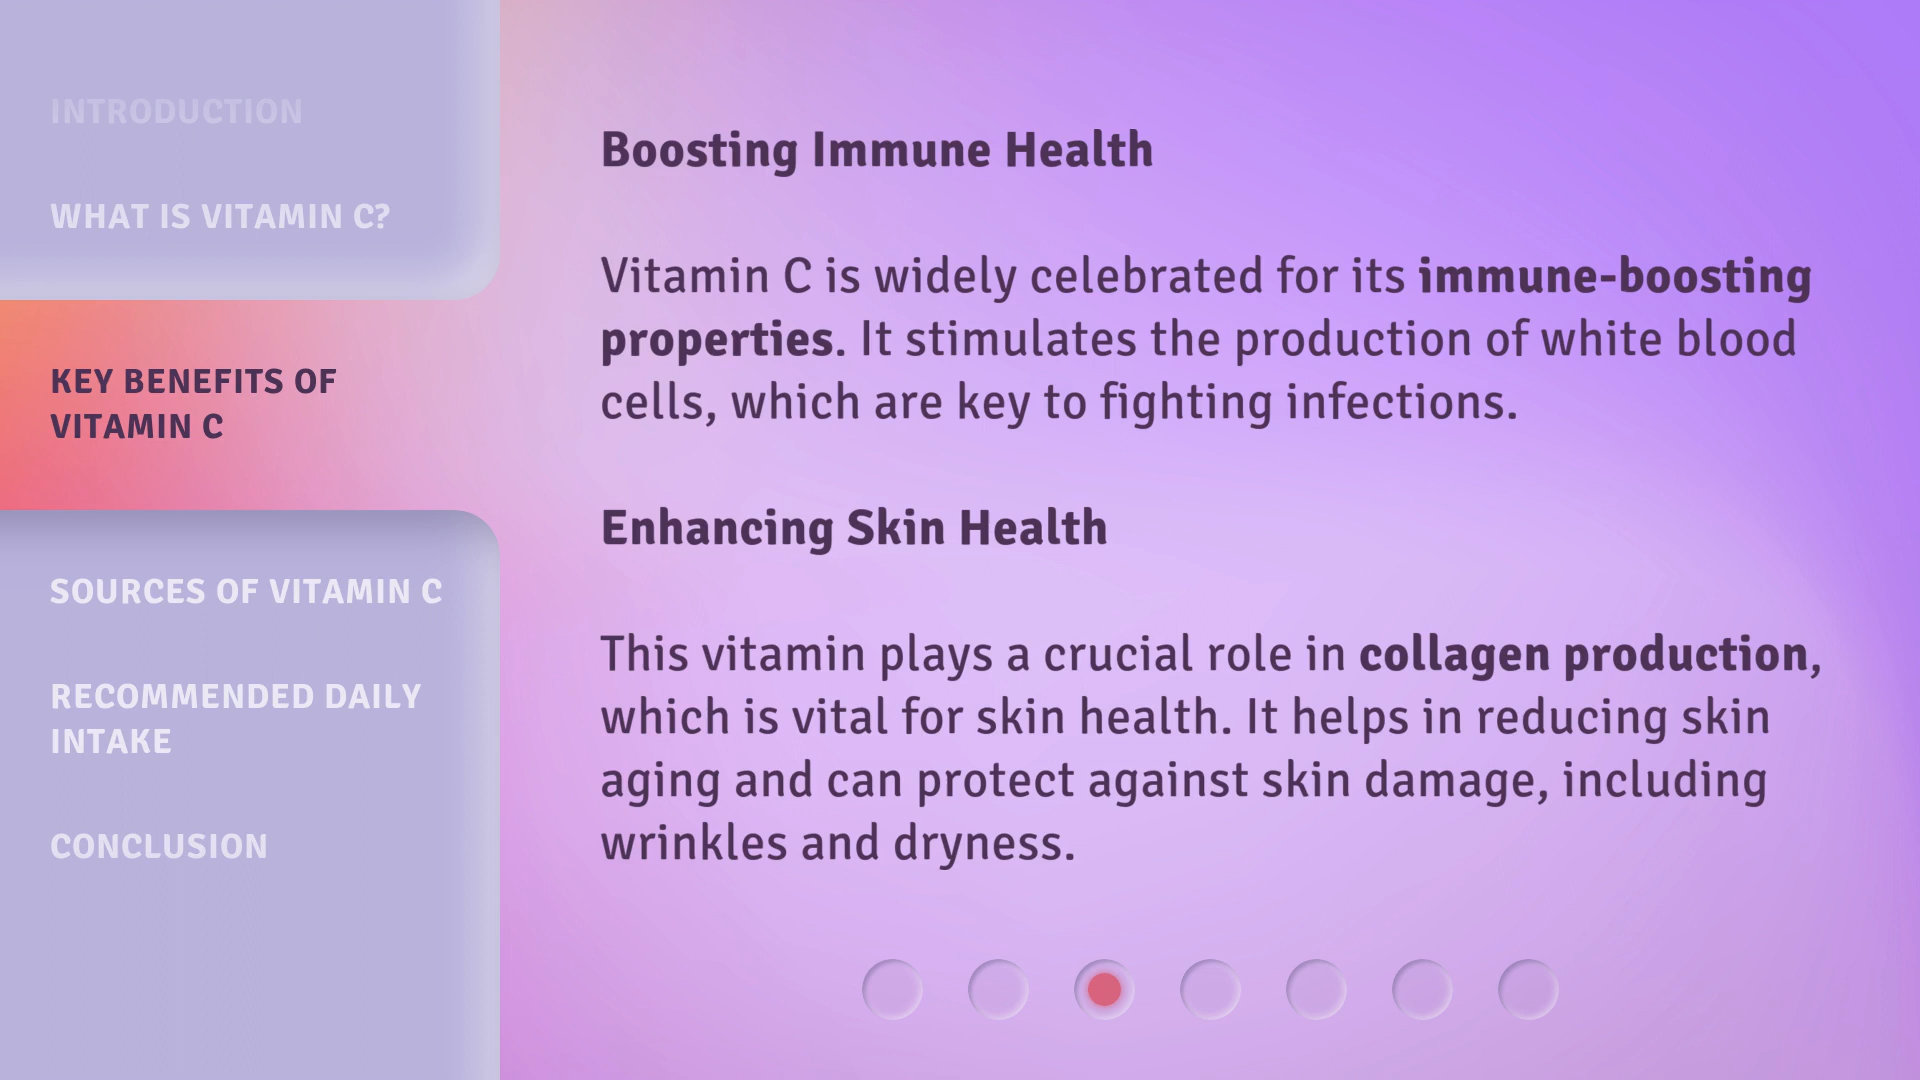 INTRODUCTION
WHAT IS VITAMIN C?
KEY BENEFITS OF
VITAMIN C
SOURCES OF VITAMIN C
RECOMMENDED DAILY
INTAKE
CONCLUSION
Boosting Immune Health
Vitamin C is widely celebrated for its immune-boosting
properties. It stimulates the production of white blood
cells, which are key to fighting infections.
Enhancing Skin Health
This vitamin plays a crucial role in collagen production,
which is vital for skin health. It helps in reducing skin
aging and can protect against skin damage, including
wrinkles and dryness.